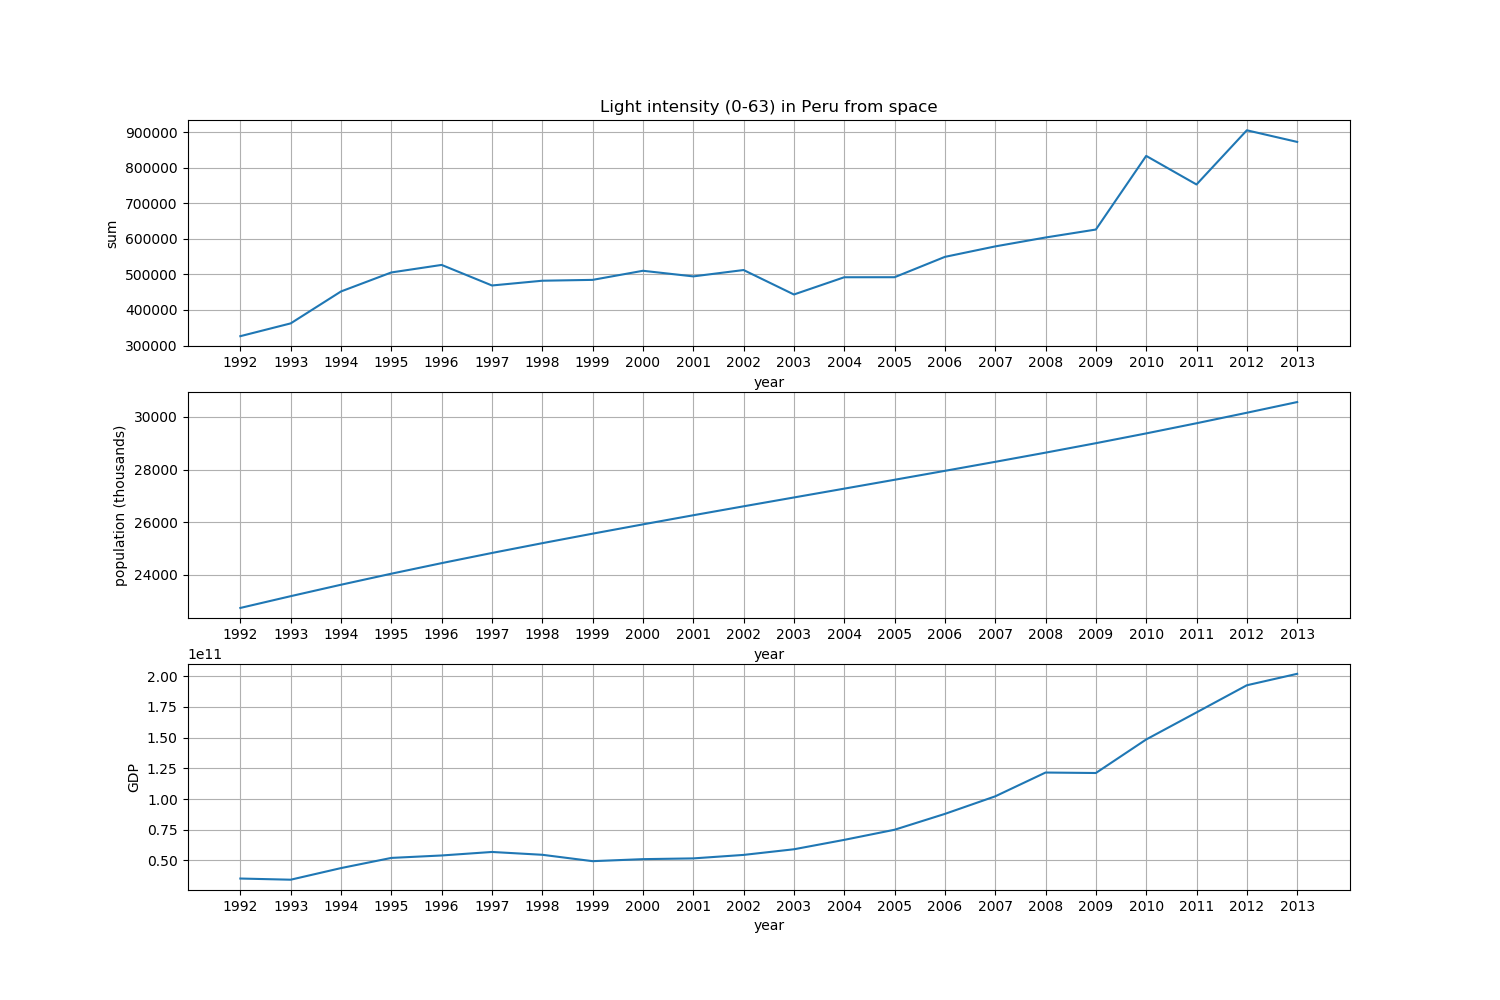 Light intensity (0-63) in Peru from space
900000
800000
700000
600000
500000
400000
300000
sum
1992 1993 1994 1995 1996 1997 1998 1999 2000 2001 2002 2003 2004 2005 2006 2007 2008 2009 2010 2011 2012 2013
year
30000
28000
26000
24000
population (thousands)
1992 1993 1994 1995 1996 1997 1998 1999 2000 2001 2002 2003 2004 2005 2006 2007 2008 2009 2010 2011 2012 2013
year
1e11
2.00
1.75
1.50
1.25
1.00
0.75
0.50
GDP
1992 1993 1994 1995 1996 1997 1998 1999 2000 2001 2002 2003 2004 2005 2006 2007 2008 2009 2010 2011 2012 2013
year